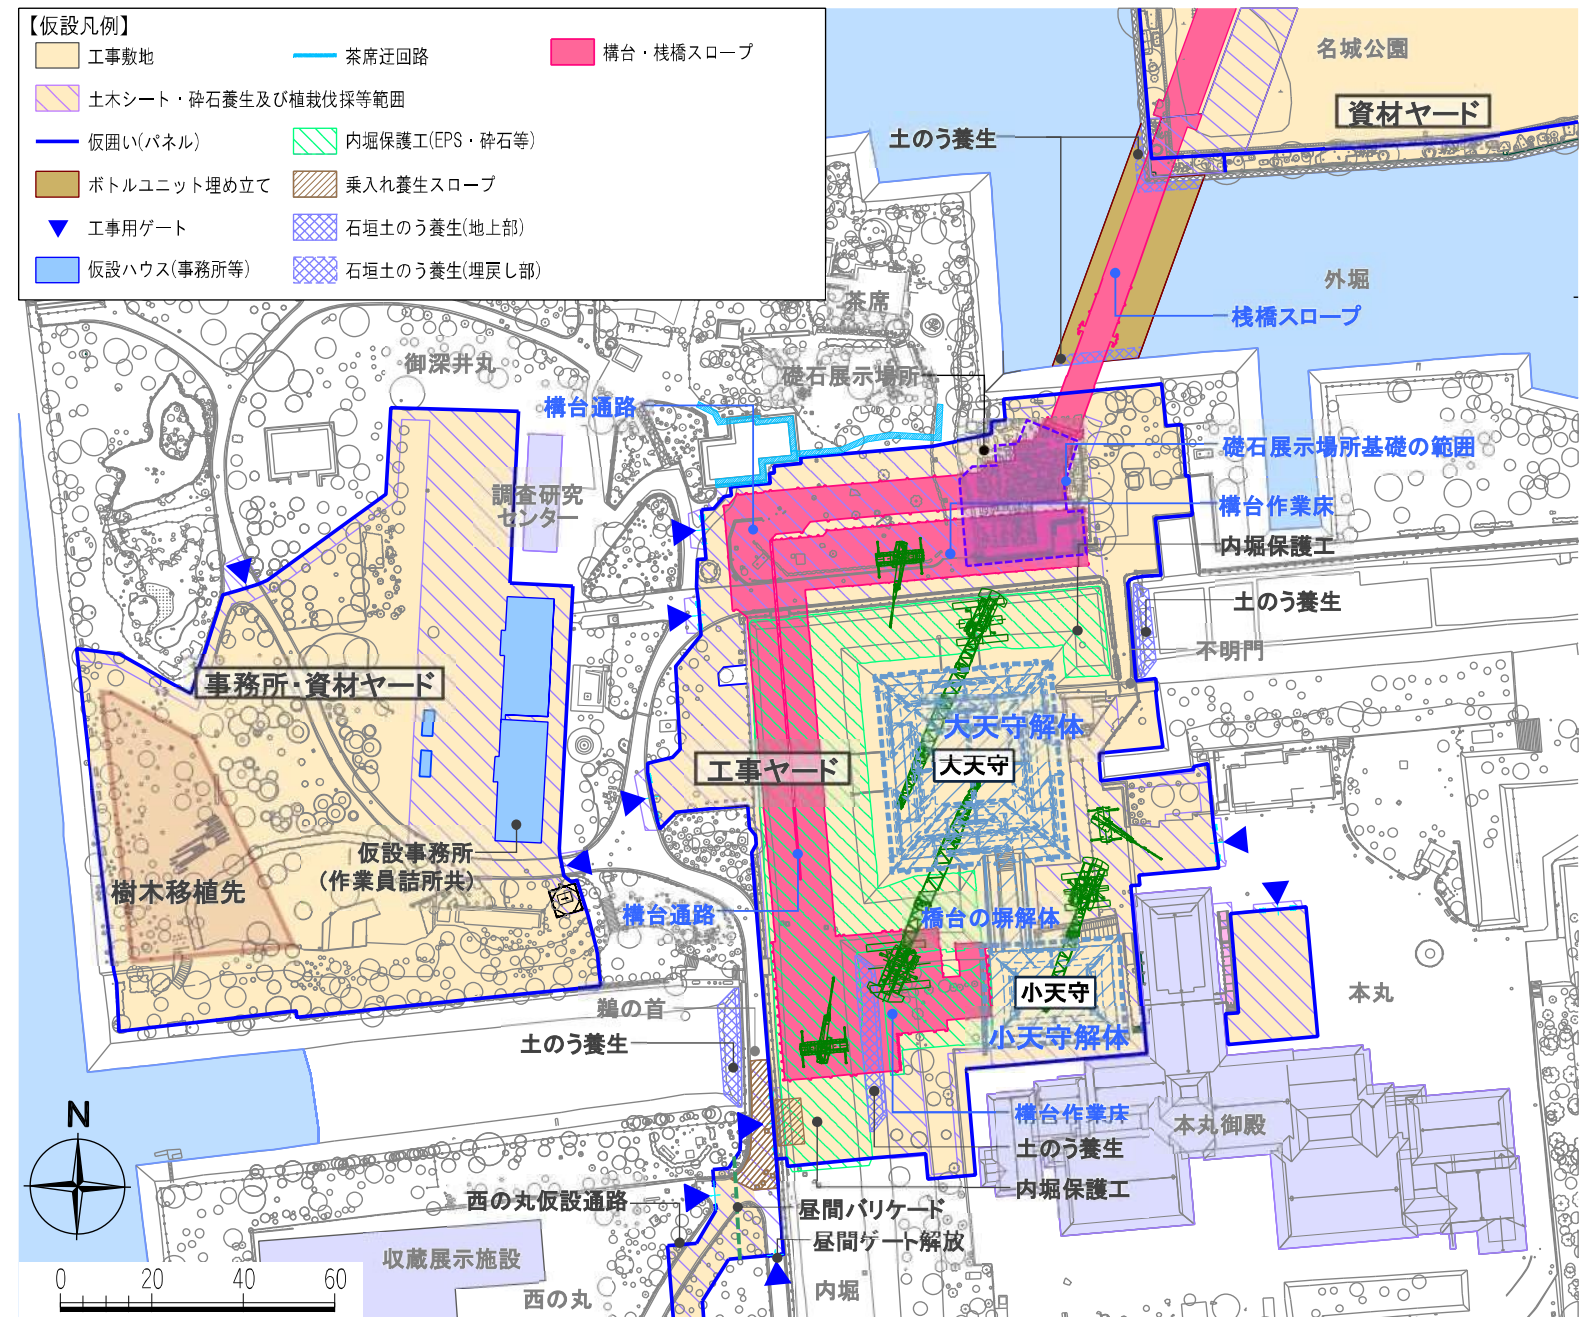 【仮設凡例】
工事敷地
茶席迂回路
構台・桟橋スロープ
土木シート・砕石養生及び植栽伐採等範囲
仮囲い(パネル)
内堀保護工(EPS・砕石等)
ボトルユニット埋め立て
乗入れ養生スロープ
工事用ゲート
石垣土のう養生(地上部)
仮設ハウス(事務所等)
石垣土のう養生(埋戻し部)
名城公園
資材ヤード
土のう養生
外堀
桟橋スロープ
茶席
御深井丸
礎石展示場所
構台通路
礎石展示場所基礎の範囲
調査研究
センター
構台作業床
内堀保護工
土のう養生
不明門
事務所・資材ヤード
大天守解体
工事ヤード
大天守
仮設事務所
(作業員詰所共)
樹木移植先
構台通路
橋台の塀解体
小天守
本丸
鵜の首
小天守解体
土のう養生
N
構台作業床
本丸御殿
土のう養生
内堀保護工
西の丸仮設通路
昼間バリケード
昼間ゲート解放
収蔵展示施設
0 20 40 60
西の丸
内堀